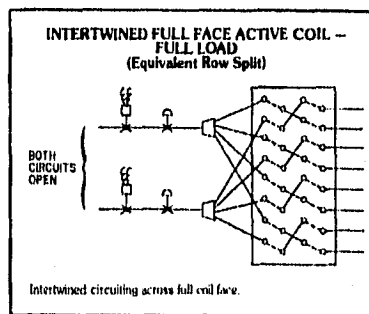 INTERTWINED FULL FACE ACTIVE COIL –
FULL LOAD
(Equivalent Row Split)
BOTH
CIRCUITS
OPEN
Intertwined circuiting across full coil face.